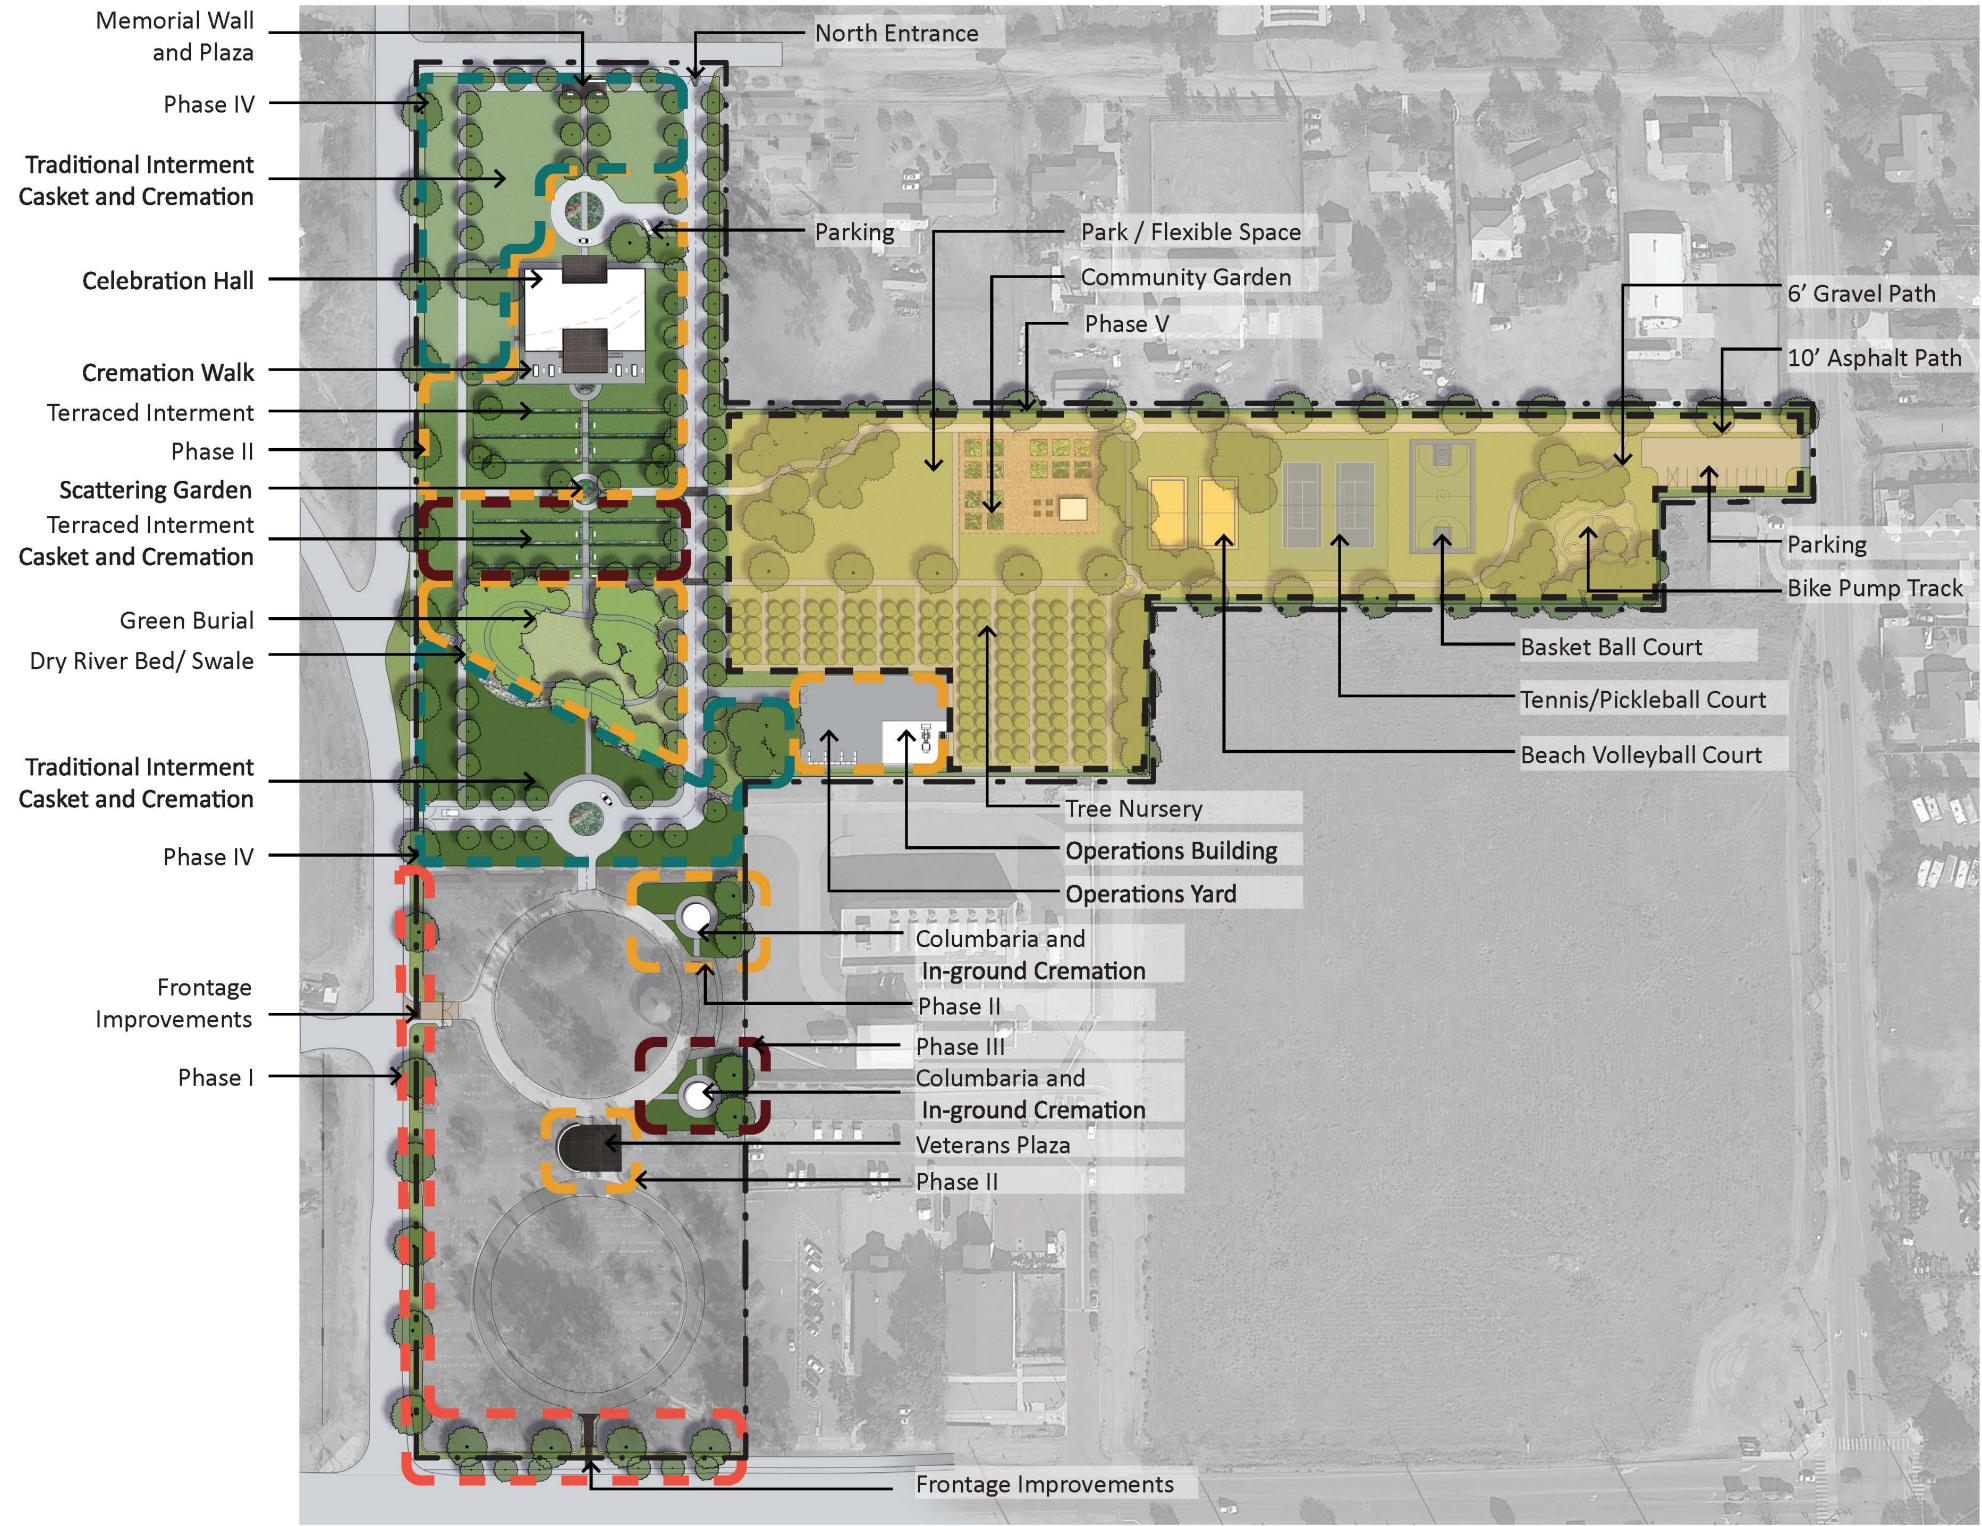 Memorial Wall
and Plaza
Phase IV
Traditional Interment
Casket and Cremation
Celebration Hall
Cremation Walk
Terraced Interment
Phase II
Scattering Garden
Terraced Interment
Casket and Cremation
Green Burial
Dry River Bed/ Swale
Traditional Interment
Casket and Cremation
Phase IV
Frontage
Improvements
Phase I
North Entrance
Parking
Park / Flexible Space
Community Garden
Phase V
6’ Gravel Path
10’ Asphalt Path
Parking
Bike Pump Track
Basket Ball Court
Tennis/Pickleball Court
Beach Volleyball Court
Tree Nursery
Operations Building
Operations Yard
Columbaria and
In-ground Cremation
Phase II
Phase III
Columbaria and
In-ground Cremation
Veterans Plaza
Phase II
Frontage Improvements